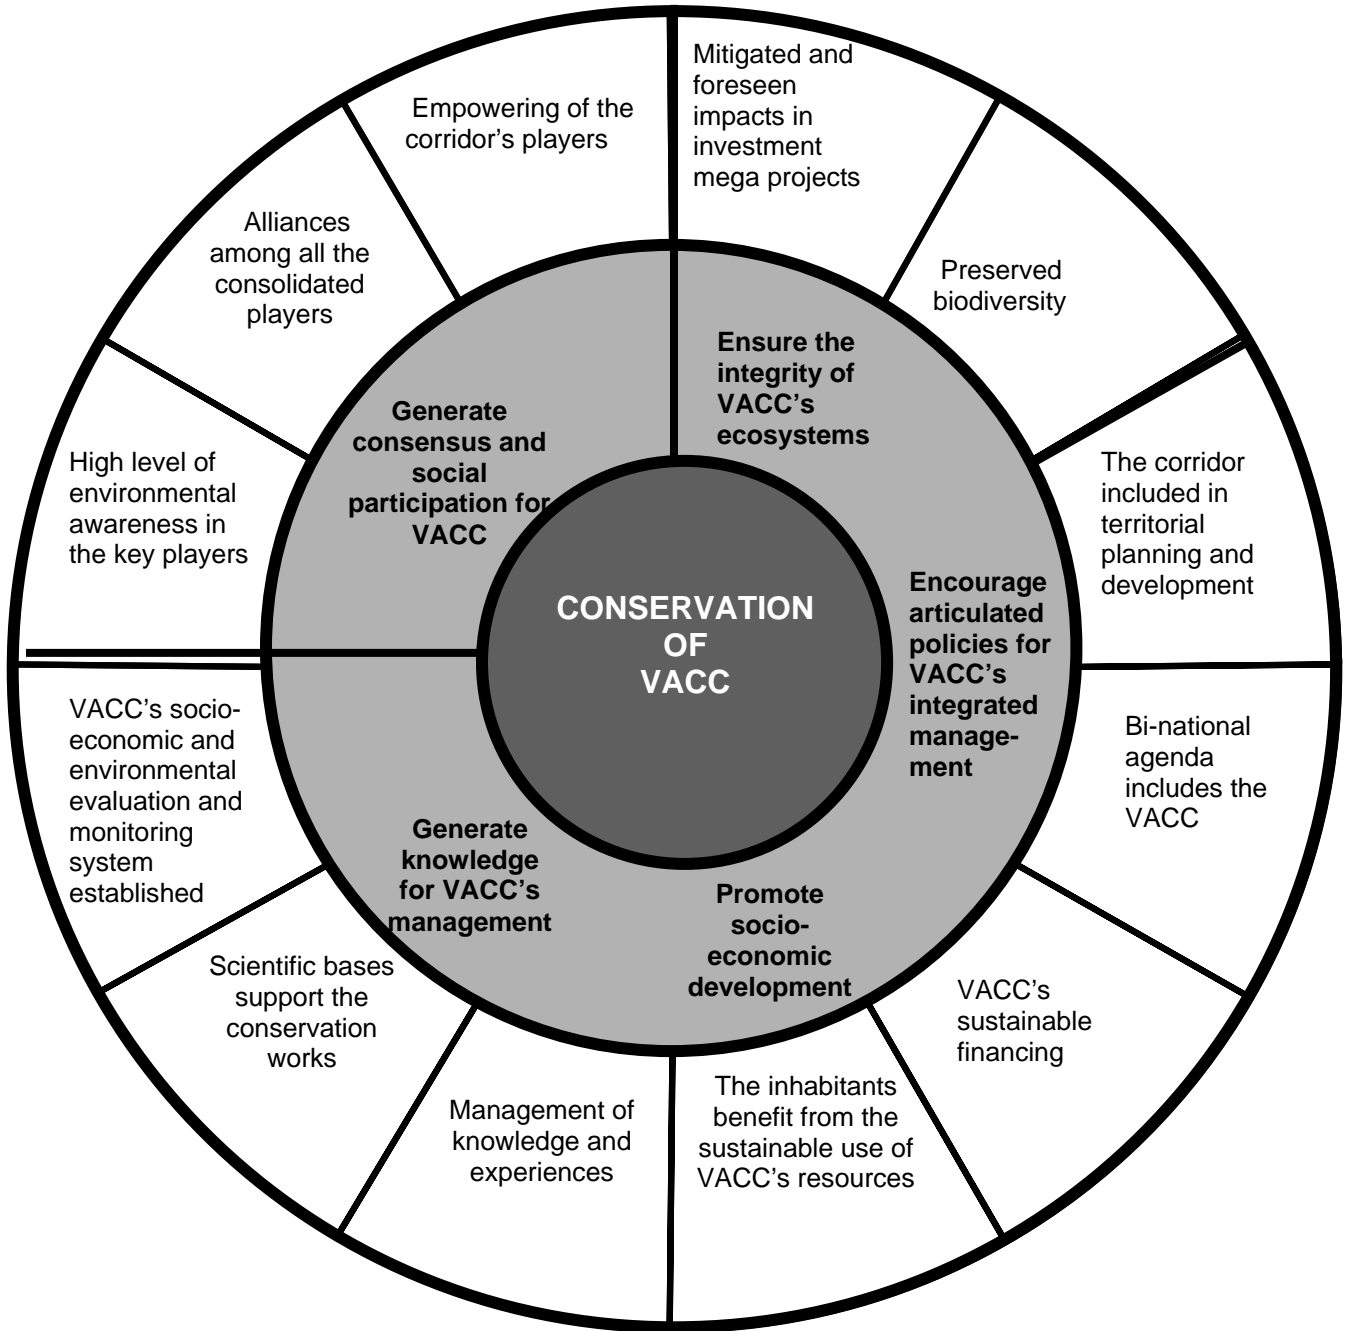 Mitigated and
foreseen
impacts in
investment
mega projects
Preserved
biodiversity
The corridor
included in
territorial
planning and
development
Bi-national
agenda
includes the
VACC
VACC’s
sustainable
financing
The inhabitants
benefit from the
sustainable use of
VACC’s resources
Management of
knowledge and
experiences
Scientific bases
support the
conservation
works
VACC’s socio-
economic and
environmental
evaluation and
monitoring
system
established
High level of
environmental
awareness in
the key players
Alliances
among all the
consolidated
players
Empowering of the
corridor’s players
Ensure the
integrity of
VACC’s
ecosystems
Encourage
articulated
policies for
VACC’s
integrated
manage-
ment
Promote
socio-
economic
development
Generate
knowledge
for VACC’s
management
Generate
consensus and
social
participation for
VACC
CONSERVATION
OF
VACC